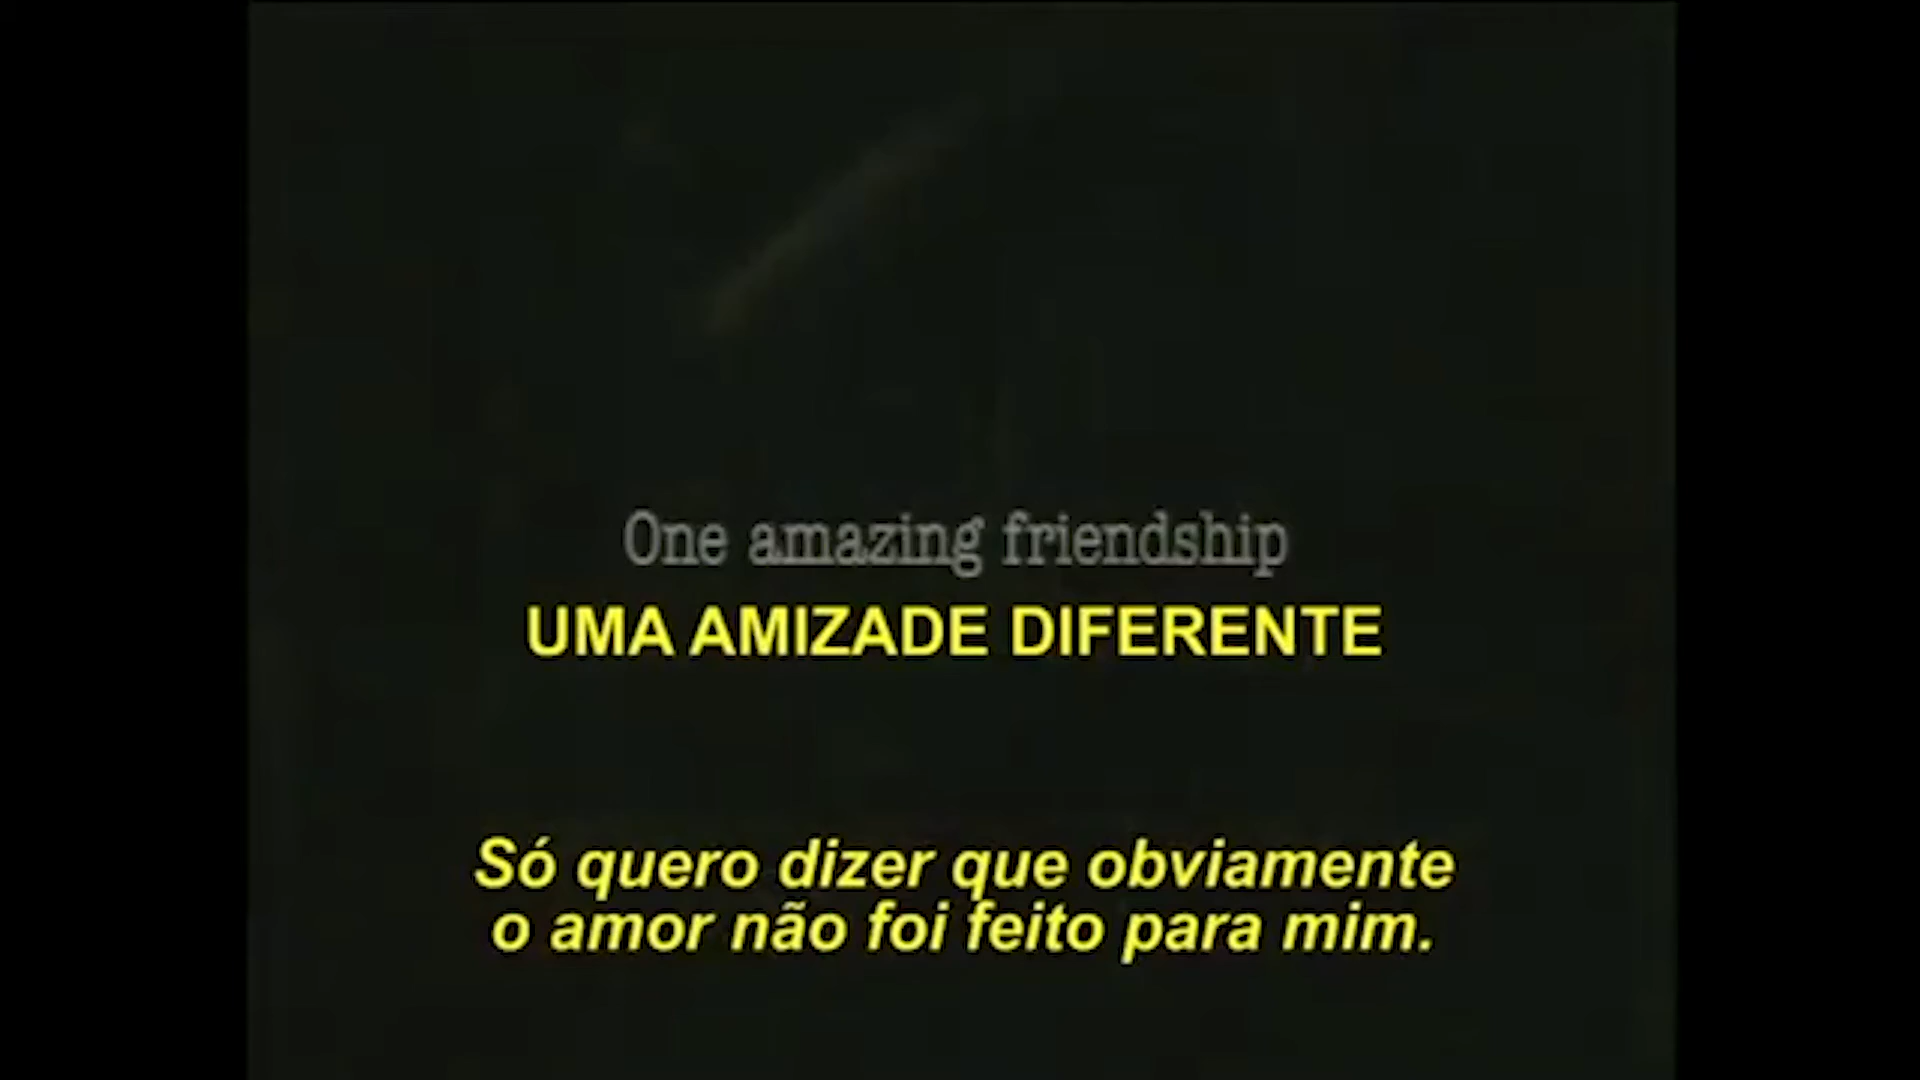 One amazing friendship
UMA AMIZADE DIFERENTE
Só quero dizer que obviamente
o amor não foi feito para mim.